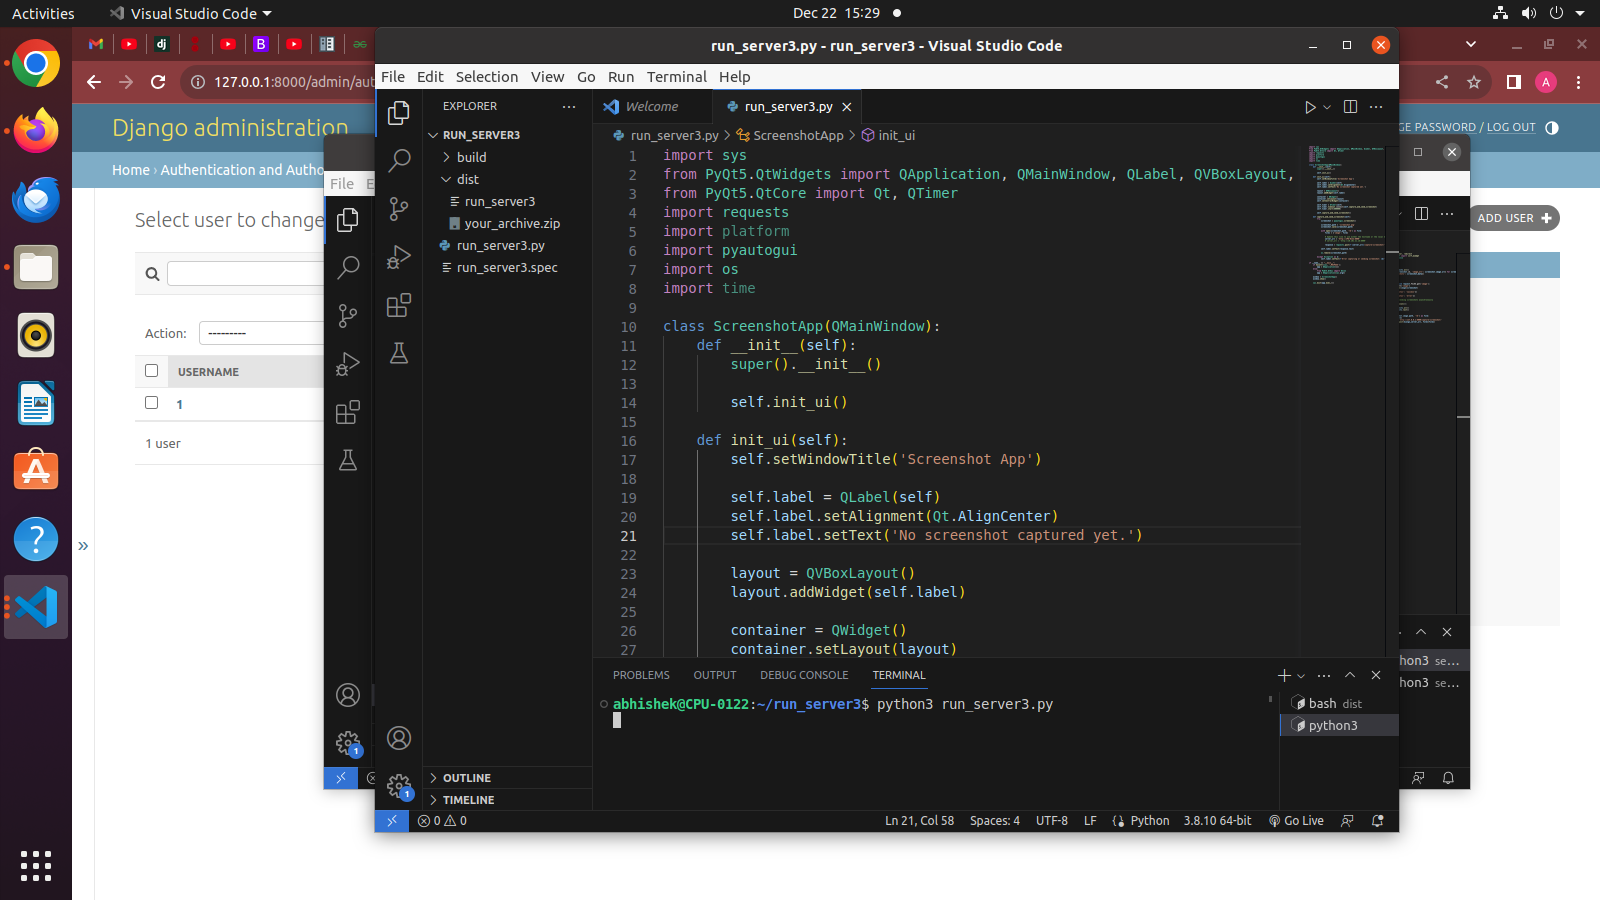 Activities
Visual Studio Code
Dec 22 15:29
run_server3.py - run_server3 - Visual Studio Code
127.0.0.1:8000/admin/aut
A
File Edit Selection View Go Run Terminal Help
Django administration
GE PASSWORD / LOG OUT
Home › Authentication and Autho
Select user to change
ADD USER
Action: ---------
USERNAME
1
1 user
»
File E
EXPLORER
RUN_SERVER3
build
dist
run_server3
your_archive.zip
run_server3.py
run_server3.spec
OUTLINE
TIMELINE
Welcome
run_server3.py
run_server3.py > ScreenshotApp > init_ui
1 import sys
2 from PyQt5.QtWidgets import QApplication, QMainWindow, QLabel, QVBoxLayout,
3 from PyQt5.QtCore import Qt, QTimer
4 import requests
5 import platform
6 import pyautogui
7 import os
8 import time
9
10 class ScreenshotApp(QMainWindow):
11 def __init__(self):
12 super().__init__()
13
14 self.init_ui()
15
16 def init_ui(self):
17 self.setWindowTitle('Screenshot App')
18
19 self.label = QLabel(self)
20 self.label.setAlignment(Qt.AlignCenter)
21 self.label.setText('No screenshot captured yet.')
22
23 layout = QVBoxLayout()
24 layout.addWidget(self.label)
25
26 container = QWidget()
27 container.setLayout(layout)
PROBLEMS OUTPUT DEBUG CONSOLE TERMINAL
abhishek@CPU-0122:~/run_server3$ python3 run_server3.py
bash dist
python3
hon3 se...
hon3 se...
1
1
0 0
Ln 21, Col 58 Spaces: 4 UTF-8 LF Python 3.8.10 64-bit Go Live